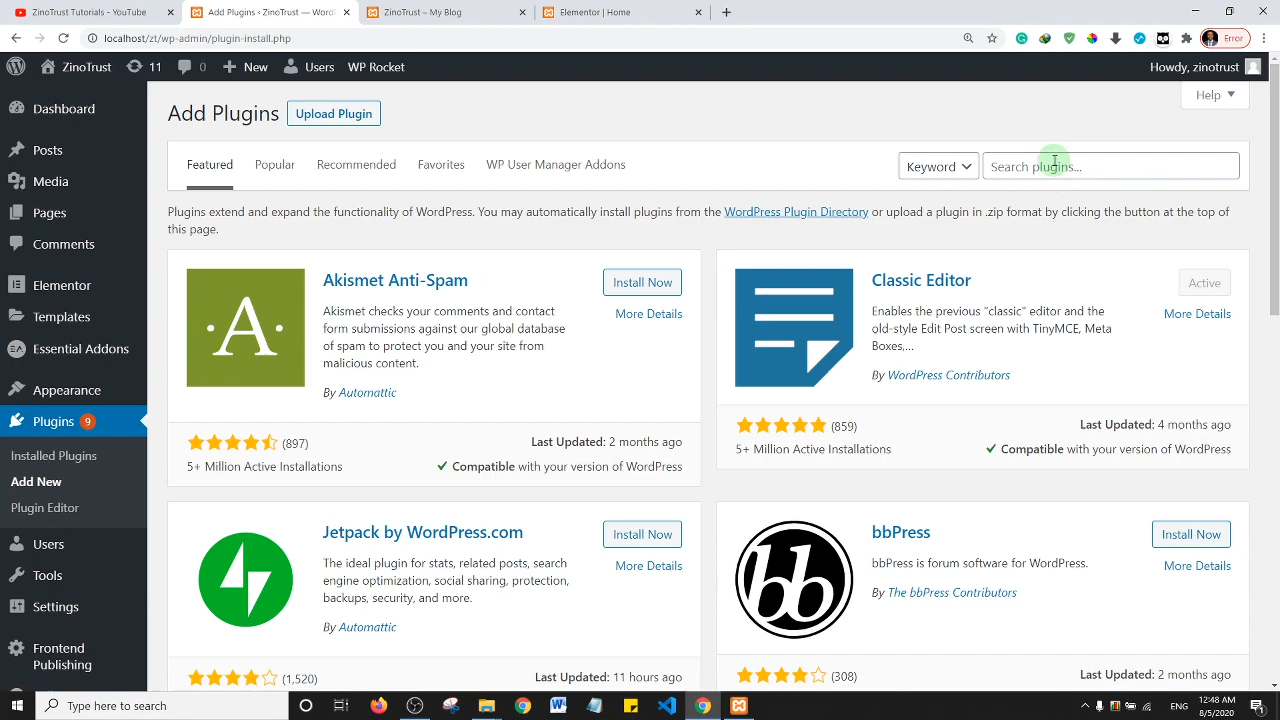 ZinoTrust Tutorials - YouTube
Add Plugins ‹ ZinoTrust — WordP
ZinoTrust – My Blog
Elementor | Home
localhost/zt/wp-admin/plugin-install.php
Error
ZinoTrust
11
0
New
Users
WP Rocket
Howdy, zinotrust
Dashboard
Posts
Media
Pages
Comments
Elementor
Templates
Essential Addons
Appearance
Plugins 9
Installed Plugins
Add New
Plugin Editor
Users
Tools
Settings
Frontend
Publishing
Help
Add Plugins
Upload Plugin
Featured
Popular
Recommended
Favorites
WP User Manager Addons
Keyword
Search plugins...
Plugins extend and expand the functionality of WordPress. You may automatically install plugins from the WordPress Plugin Directory or upload a plugin in .zip format by clicking the button at the top of
this page.
A
Akismet Anti-Spam
Install Now
More Details
Akismet checks your comments and contact
form submissions against our global database
of spam to protect you and your site from
malicious content.
By Automattic
(897)
5+ Million Active Installations
Last Updated: 2 months ago
Compatible with your version of WordPress
Classic Editor
Active
More Details
Enables the previous "classic" editor and the
old-style Edit Post screen with TinyMCE, Meta
Boxes,...
By WordPress Contributors
(859)
5+ Million Active Installations
Last Updated: 4 months ago
Compatible with your version of WordPress
Jetpack by WordPress.com
Install Now
More Details
The ideal plugin for stats, related posts, search
engine optimization, social sharing, protection,
backups, security, and more.
By Automattic
(1,520)
Last Updated: 11 hours ago
bb
bbPress
Install Now
More Details
bbPress is forum software for WordPress.
By The bbPress Contributors
(308)
Last Updated: 2 months ago
Type here to search
ENG
12:48 AM
8/5/2020
1